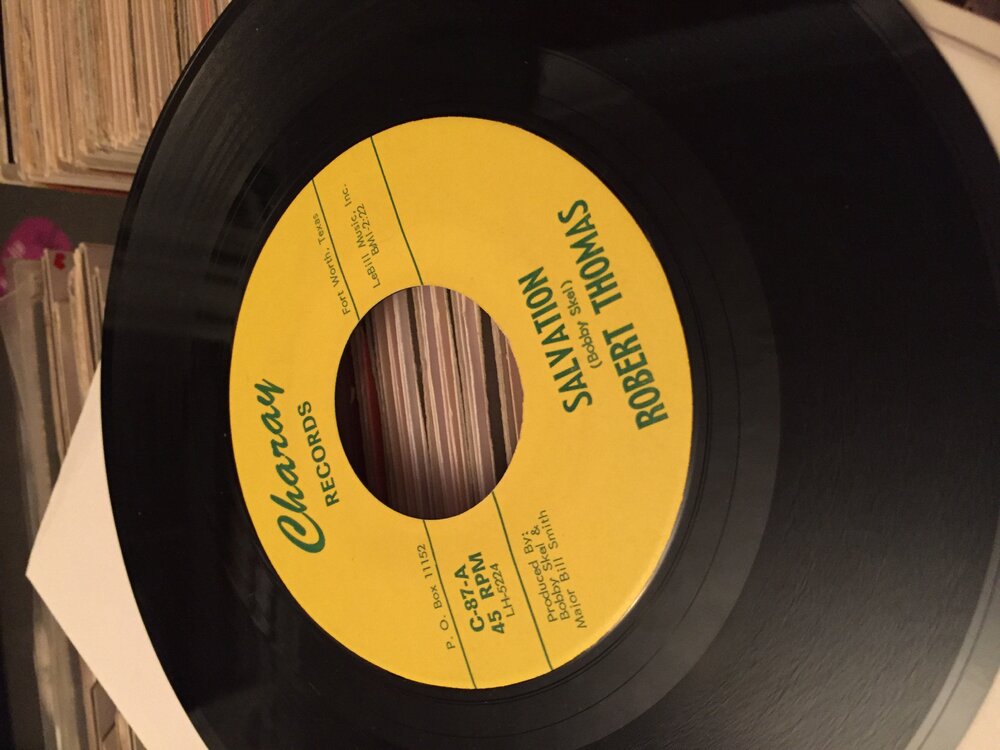 Charay
RECORDS
P. O. Box 11152
Fort Worth, Texas
C-87-A
45 RPM
LH-5224
LeBill Music, Inc.
BMI-2:22
Produced By:
Bobby Skel &
Major Bill Smith
SALVATION
(Bobby Skel)
ROBERT THOMAS